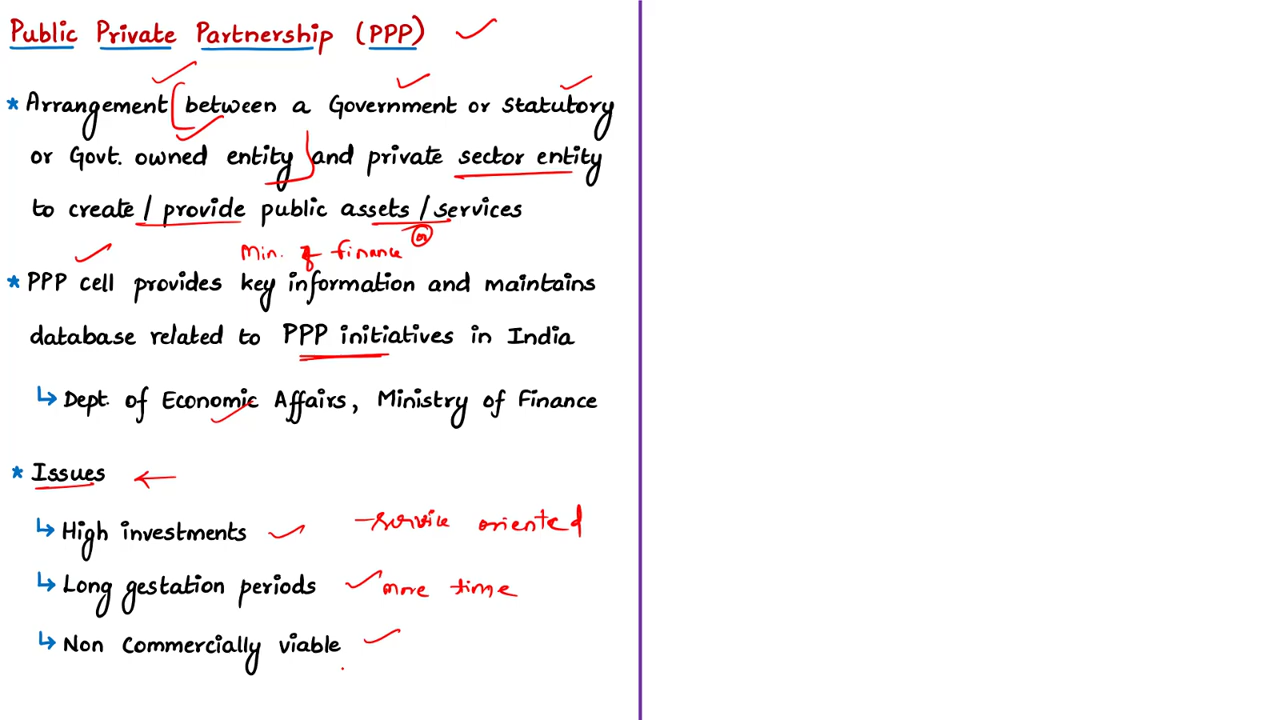 Public Private Partnership (PPP)
* Arrangement between a Government or statutory
or Govt. owned entity and private sector entity
to create / provide public assets / services
Min. of finance
* PPP cell provides key information and maintains
database related to PPP initiatives in India
↳ Dept. of Economic Affairs, Ministry of Finance
* Issues ←
↳ High investments - service oriented
↳ Long gestation periods more time
↳ Non Commercially viable